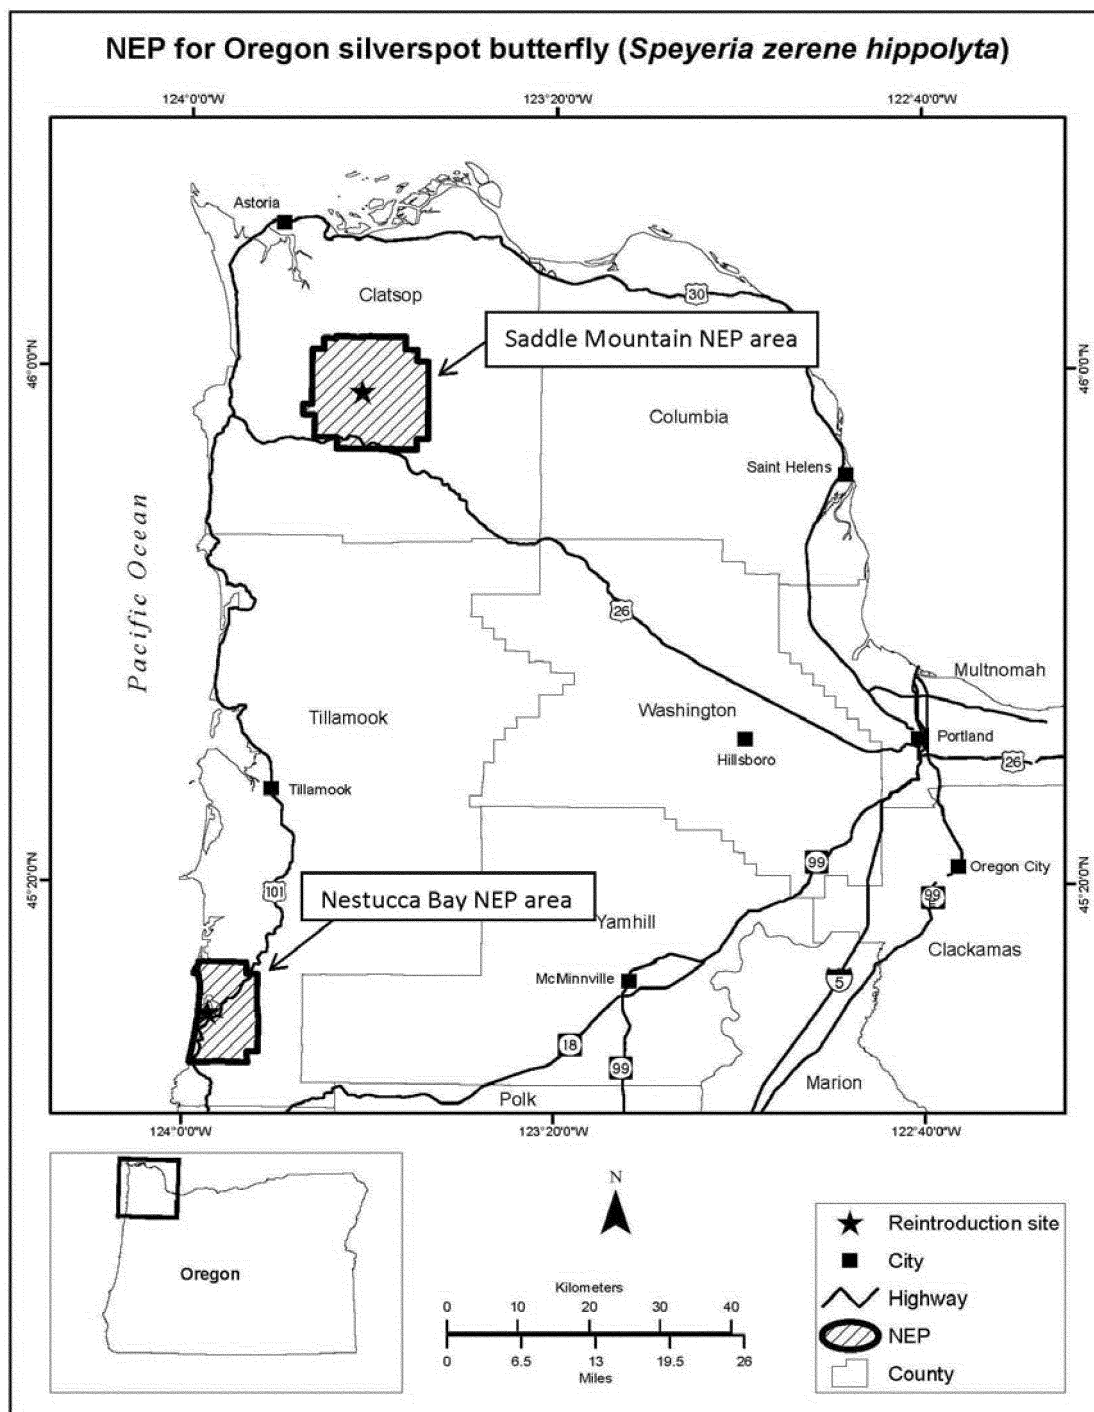 NEP for Oregon silverspot butterfly (Speyeria zerene hippolyta)
124°0'0"W 123°20'0"W 122°40'0"W
Astoria
Clatsop
30
Saddle Mountain NEP area
46°0'0"N
46°0'0"N
Columbia
Saint Helens
Pacific Ocean
26
Multnomah
Tillamook
Washington
Portland
Hillsboro
26
Tillamook
99
Oregon City
45°20'0"N
45°20'0"N
101
Nestucca Bay NEP area
99
E
Yamhill
Clackamas
McMinnville
5
18
99
Marion
Polk
124°0'0"W 123°20'0"W 122°40'0"W
Oregon
N
Kilometers
0 10 20 30 40
0 6.5 13 19.5 26
Miles
Reintroduction site
City
Highway
NEP
County